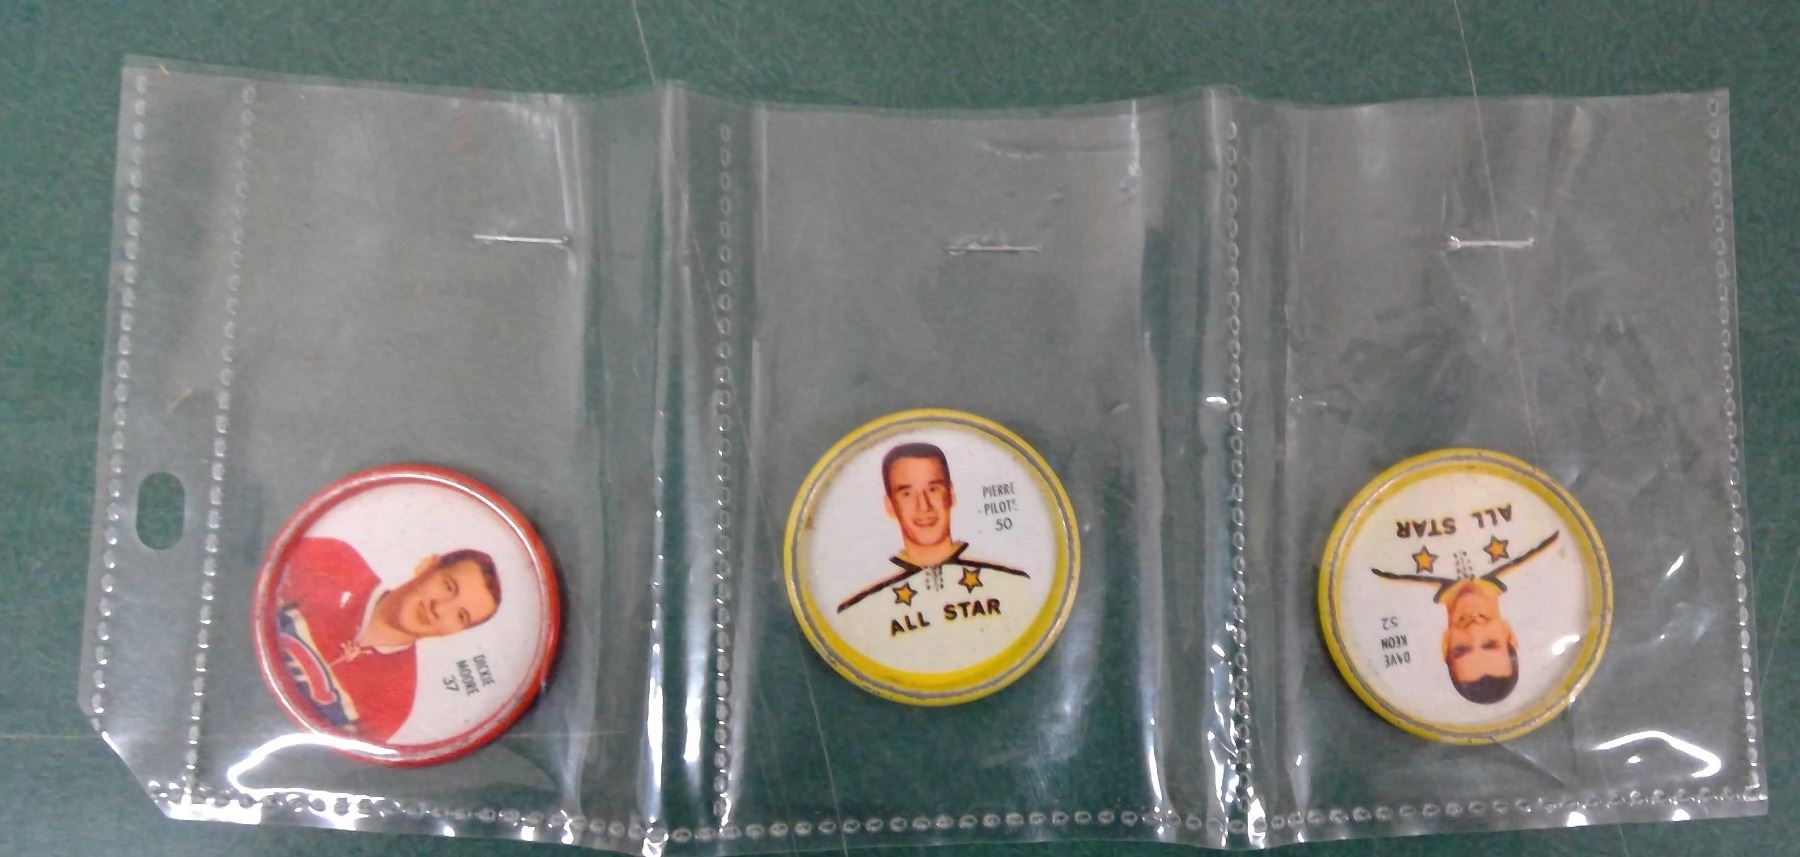 DICKIE
MOORE
37
PIERRE
PILOTE
50
ALL STAR
DAVE
KEON
52
ALL STAR